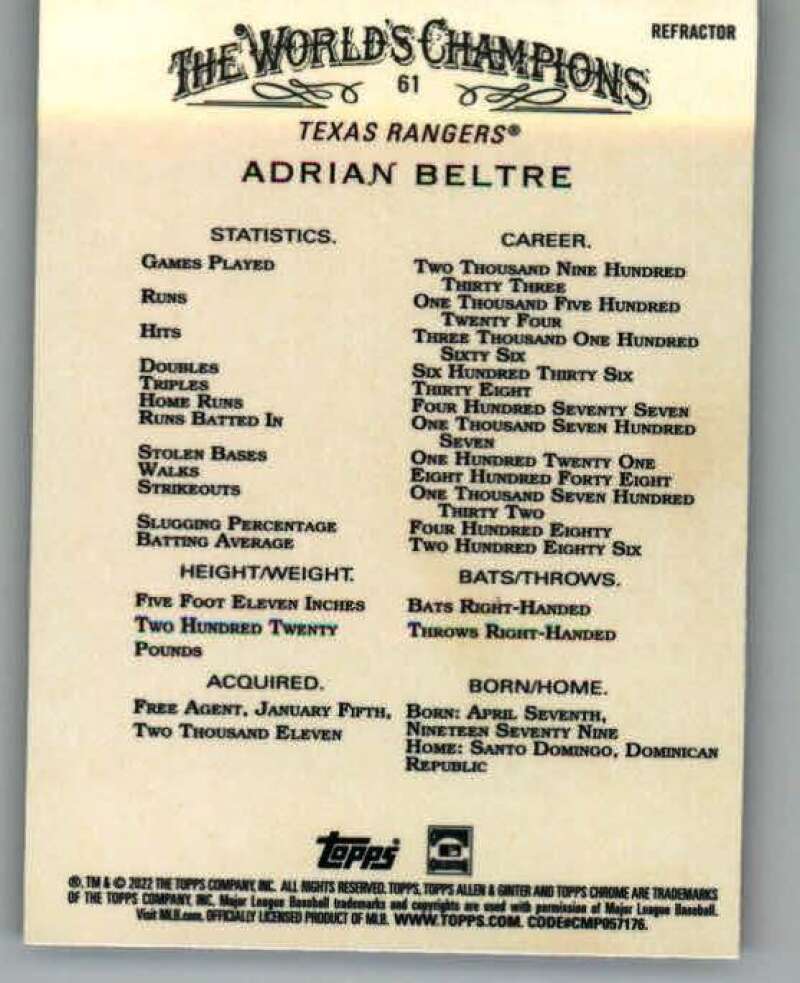 REFRACTOR
THE WORLD'S CHAMPIONS
61
TEXAS RANGERS®
ADRIAN BELTRE
STATISTICS. CAREER.
GAMES PLAYED TWO THOUSAND NINE HUNDRED
THIRTY THREE
RUNS ONE THOUSAND FIVE HUNDRED
TWENTY FOUR
HITS THREE THOUSAND ONE HUNDRED
SIXTY SIX
DOUBLES SIX HUNDRED THIRTY SIX
TRIPLES THIRTY EIGHT
HOME RUNS FOUR HUNDRED SEVENTY SEVEN
RUNS BATTED IN ONE THOUSAND SEVEN HUNDRED
SEVEN
STOLEN BASES ONE HUNDRED TWENTY ONE
WALKS EIGHT HUNDRED FORTY EIGHT
STRIKEOUTS ONE THOUSAND SEVEN HUNDRED
THIRTY TWO
SLUGGING PERCENTAGE FOUR HUNDRED EIGHTY
BATTING AVERAGE TWO HUNDRED EIGHTY SIX
HEIGHT/WEIGHT. BATS/THROWS.
FIVE FOOT ELEVEN INCHES BATS RIGHT-HANDED
TWO HUNDRED TWENTY THROWS RIGHT-HANDED
POUNDS
ACQUIRED. BORN/HOME.
FREE AGENT, JANUARY FIFTH, BORN: APRIL SEVENTH,
TWO THOUSAND ELEVEN NINETEEN SEVENTY NINE
HOME: SANTO DOMINGO, DOMINICAN
REPUBLIC
topps®
®, TM & © 2022 THE TOPPS COMPANY, INC. ALL RIGHTS RESERVED. TOPPS, TOPPS ALLEN & GINTER AND TOPPS CHROME ARE TRADEMARKS
OF THE TOPPS COMPANY, INC. Major League Baseball trademarks and copyrights are used with permission of Major League Baseball.
Visit MLB.com. OFFICIALLY LICENSED PRODUCT OF MLB. WWW.TOPPS.COM. CODE#CMP057176.